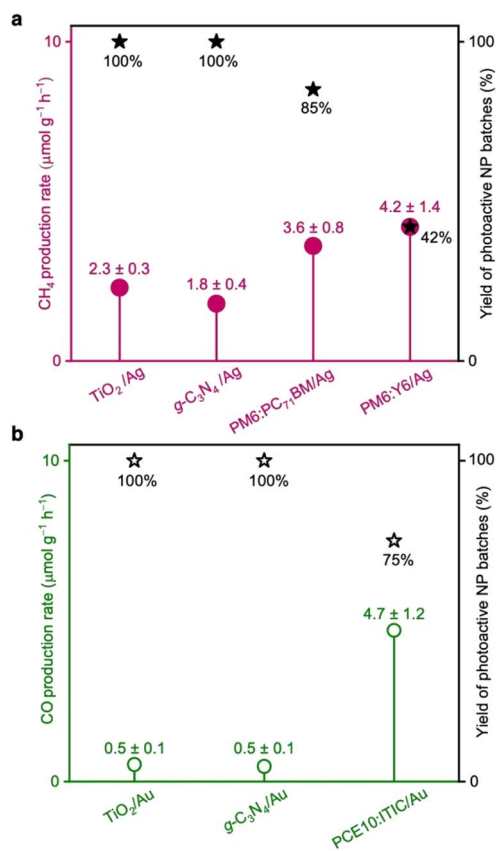 a
10
100
100%
100%
85%
4.2 ± 1.4
3.6 ± 0.8
42%
2.3 ± 0.3
1.8 ± 0.4
0
0
CH₄ production rate (μmol g⁻¹ h⁻¹)
Yield of photoactive NP batches (%)
TiO₂/Ag
g-C₃N₄/Ag
PM6:PC₇₁BM/Ag
PM6:Y6/Ag
b
10
100
100%
100%
75%
4.7 ± 1.2
0.5 ± 0.1
0.5 ± 0.1
0
0
CO production rate (μmol g⁻¹ h⁻¹)
Yield of photoactive NP batches (%)
TiO₂/Au
g-C₃N₄/Au
PCE10:ITIC/Au